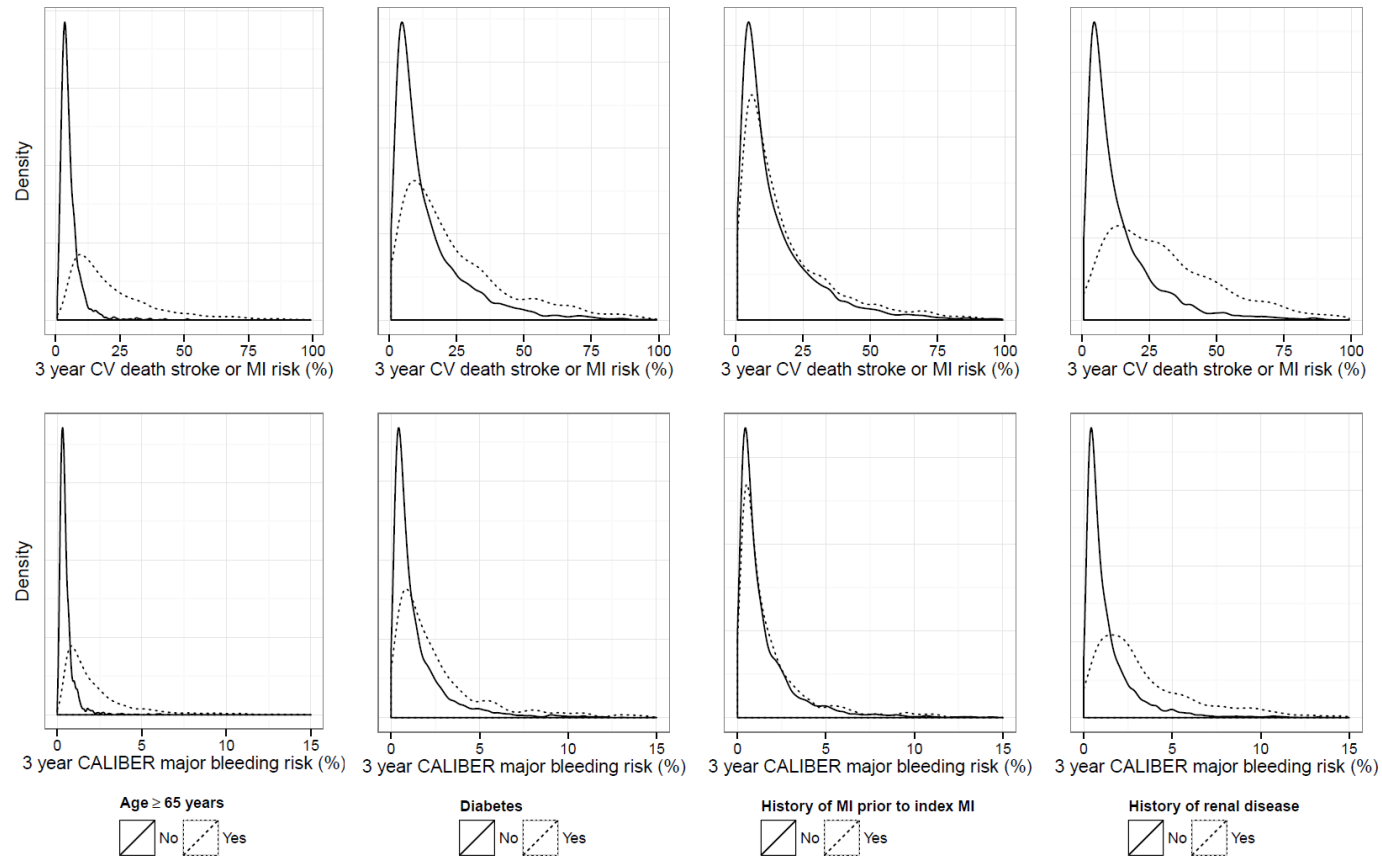 Density
0 25 50 75 100
3 year CV death stroke or MI risk (%)
0 25 50 75 100
3 year CV death stroke or MI risk (%)
0 25 50 75 100
3 year CV death stroke or MI risk (%)
0 25 50 75 100
3 year CV death stroke or MI risk (%)
Density
0 5 10 15
3 year CALIBER major bleeding risk (%)
0 5 10 15
3 year CALIBER major bleeding risk (%)
0 5 10 15
3 year CALIBER major bleeding risk (%)
0 5 10 15
3 year CALIBER major bleeding risk (%)
Age ≥ 65 years
No Yes
Diabetes
No Yes
History of MI prior to index MI
No Yes
History of renal disease
No Yes